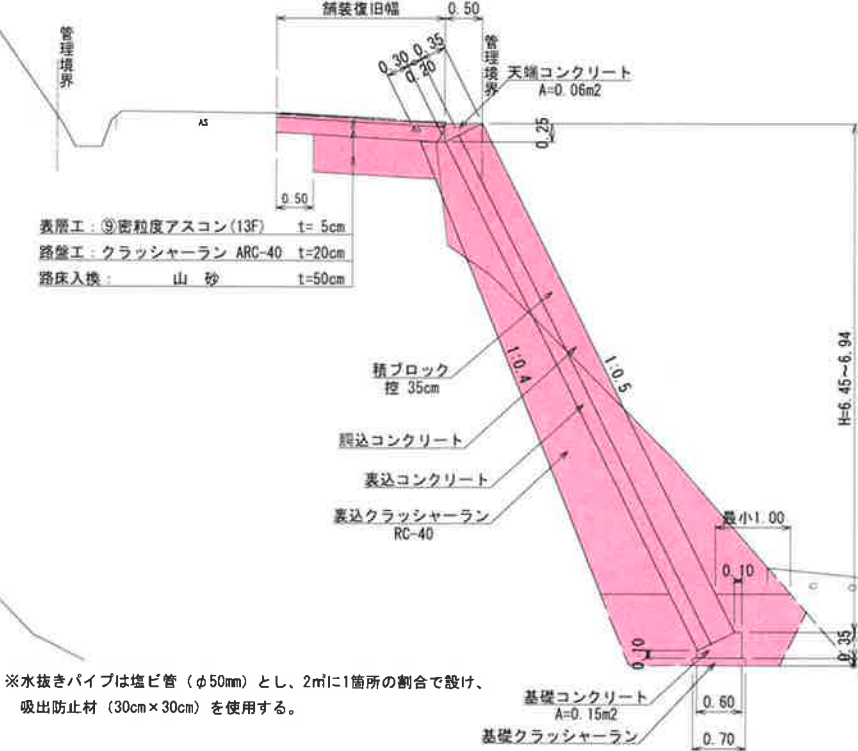 舗装復旧幅
0.50
管理境界
0.30
0.35
0.20
管理境界
天端コンクリート
A=0.06m2
AS
AS
0.25
0.50
表層工：⑨密粒度アスコン(13F) t= 5cm
路盤工：クラッシャーラン ARC-40 t=20cm
路床入換： 山 砂 t=50cm
積ブロック
控 35cm
1:0.4
1:0.5
H=6.45～6.94
胴込コンクリート
裏込コンクリート
裏込クラッシャーラン
RC-40
最小1.00
0.10
0.10
0.35
※水抜きパイプは塩ビ管（φ50mm）とし、2㎡に1箇所の割合で設け、
吸出防止材（30cm×30cm）を使用する。
基礎コンクリート
A=0.15m2
0.60
基礎クラッシャーラン
0.70